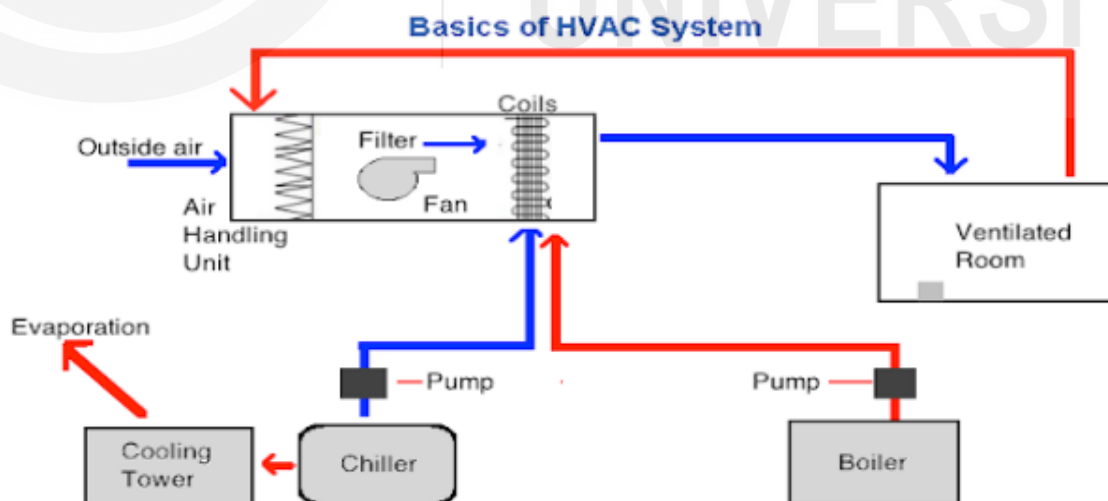 Basics of HVAC System
Coils
Outside air
Filter
Fan
Air
Handling
Unit
Ventilated
Room
Evaporation
Pump
Pump
Cooling
Tower
Chiller
Boiler